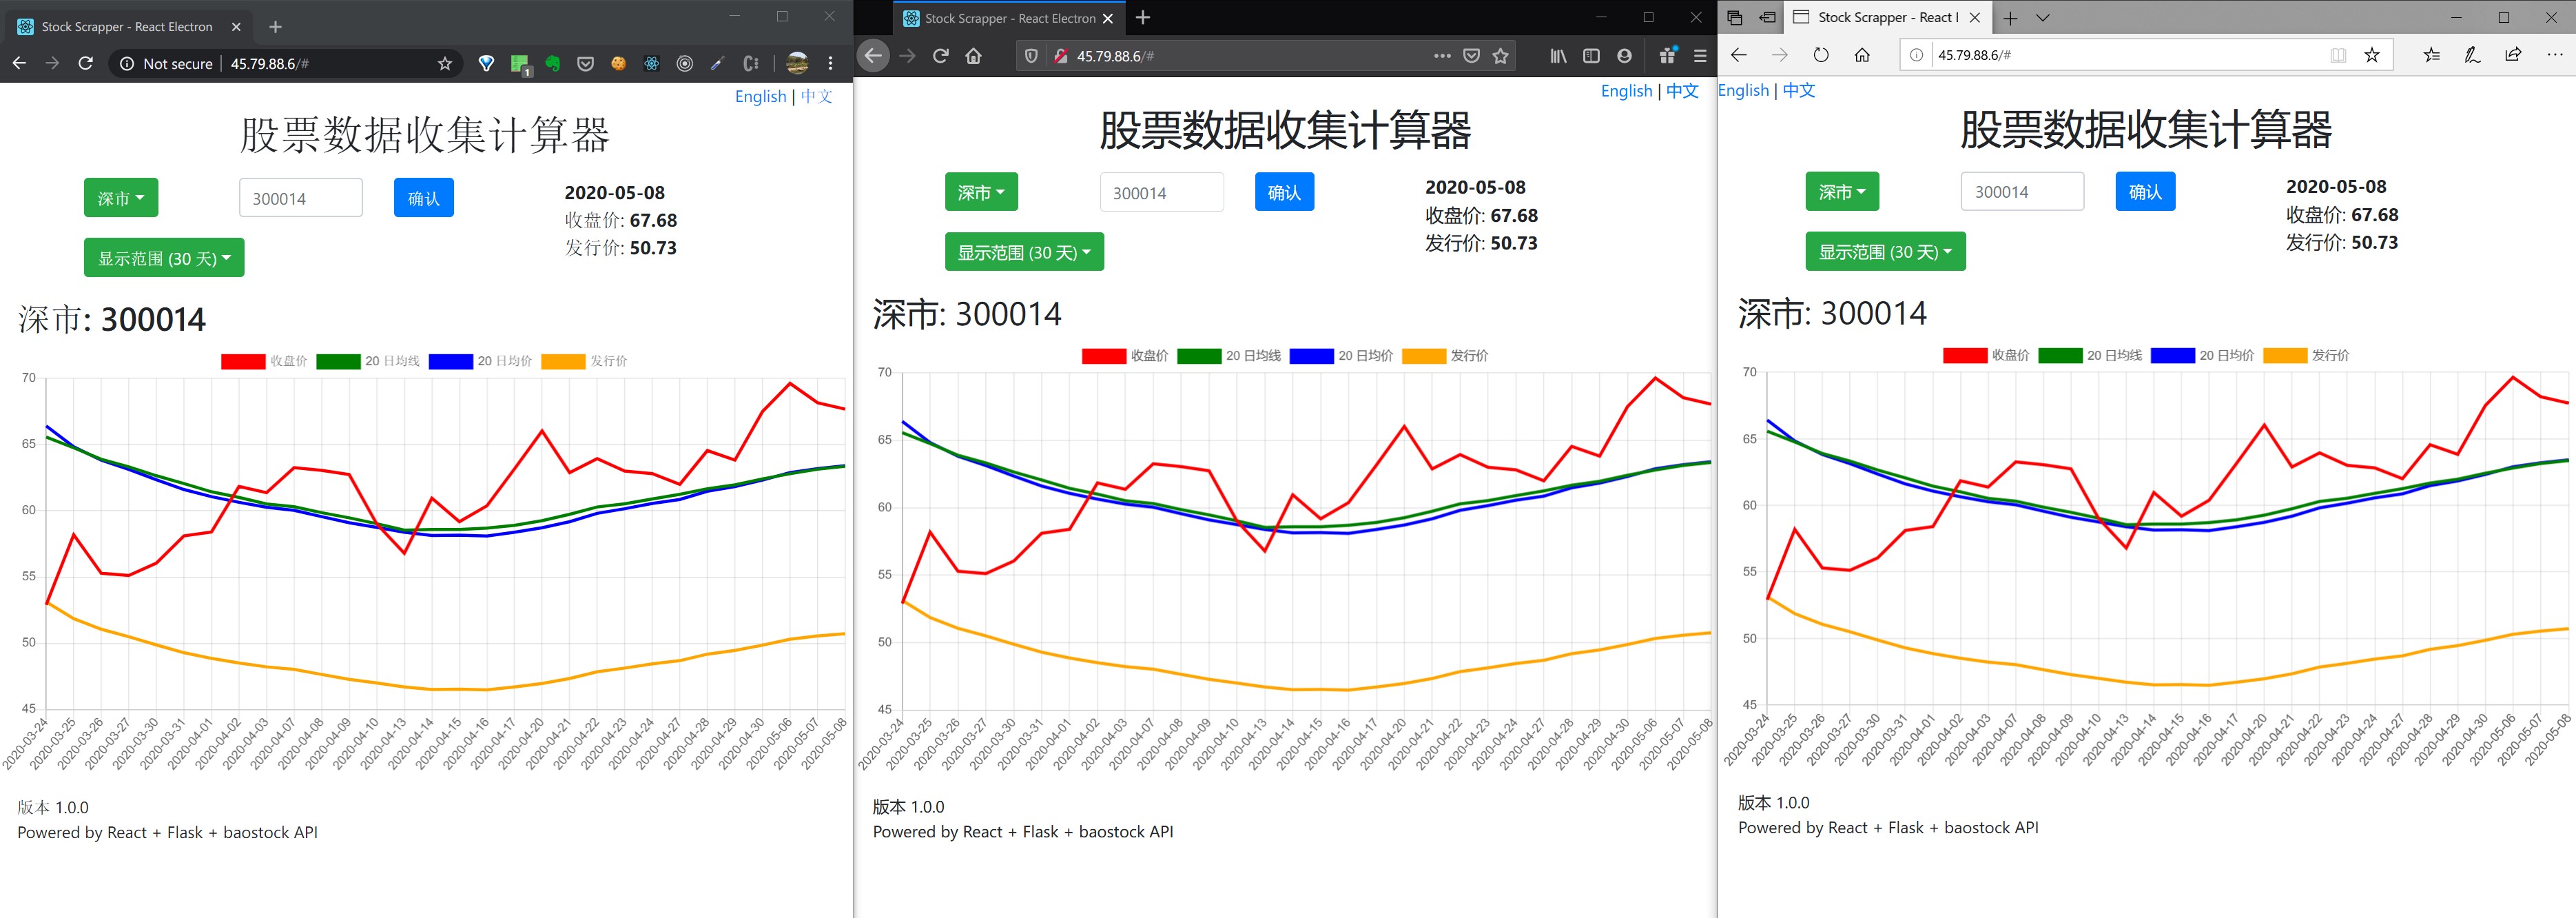 Stock Scrapper - React Electron
Not secure | 45.79.88.6/#
1
English | 中文
股票数据收集计算器
深市 300014 确认
2020-05-08
收盘价: 67.68
发行价: 50.73
显示范围 (30 天)
深市: 300014
收盘价 20 日均线 20 日均价 发行价
70
65
60
55
50
45
2020-03-24 2020-03-25 2020-03-26 2020-03-27 2020-03-30 2020-03-31 2020-04-01 2020-04-02 2020-04-03 2020-04-07 2020-04-08 2020-04-09 2020-04-10 2020-04-13 2020-04-14 2020-04-15 2020-04-16 2020-04-17 2020-04-20 2020-04-21 2020-04-22 2020-04-23 2020-04-24 2020-04-27 2020-04-28 2020-04-29 2020-04-30 2020-05-06 2020-05-07 2020-05-08
版本 1.0.0
Powered by React + Flask + baostock API
Stock Scrapper - React Electron
45.79.88.6/#
English | 中文
股票数据收集计算器
深市 300014 确认
2020-05-08
收盘价: 67.68
发行价: 50.73
显示范围 (30 天)
深市: 300014
收盘价 20 日均线 20 日均价 发行价
70
65
60
55
50
45
2020-03-24 2020-03-25 2020-03-26 2020-03-27 2020-03-30 2020-03-31 2020-04-01 2020-04-02 2020-04-03 2020-04-07 2020-04-08 2020-04-09 2020-04-10 2020-04-13 2020-04-14 2020-04-15 2020-04-16 2020-04-17 2020-04-20 2020-04-21 2020-04-22 2020-04-23 2020-04-24 2020-04-27 2020-04-28 2020-04-29 2020-04-30 2020-05-06 2020-05-07 2020-05-08
版本 1.0.0
Powered by React + Flask + baostock API
Stock Scrapper - React I
45.79.88.6/#
English | 中文
股票数据收集计算器
深市 300014 确认
2020-05-08
收盘价: 67.68
发行价: 50.73
显示范围 (30 天)
深市: 300014
收盘价 20 日均线 20 日均价 发行价
70
65
60
55
50
45
2020-03-24 2020-03-25 2020-03-26 2020-03-27 2020-03-30 2020-03-31 2020-04-01 2020-04-02 2020-04-03 2020-04-07 2020-04-08 2020-04-09 2020-04-10 2020-04-13 2020-04-14 2020-04-15 2020-04-16 2020-04-17 2020-04-20 2020-04-21 2020-04-22 2020-04-23 2020-04-24 2020-04-27 2020-04-28 2020-04-29 2020-04-30 2020-05-06 2020-05-07 2020-05-08
版本 1.0.0
Powered by React + Flask + baostock API